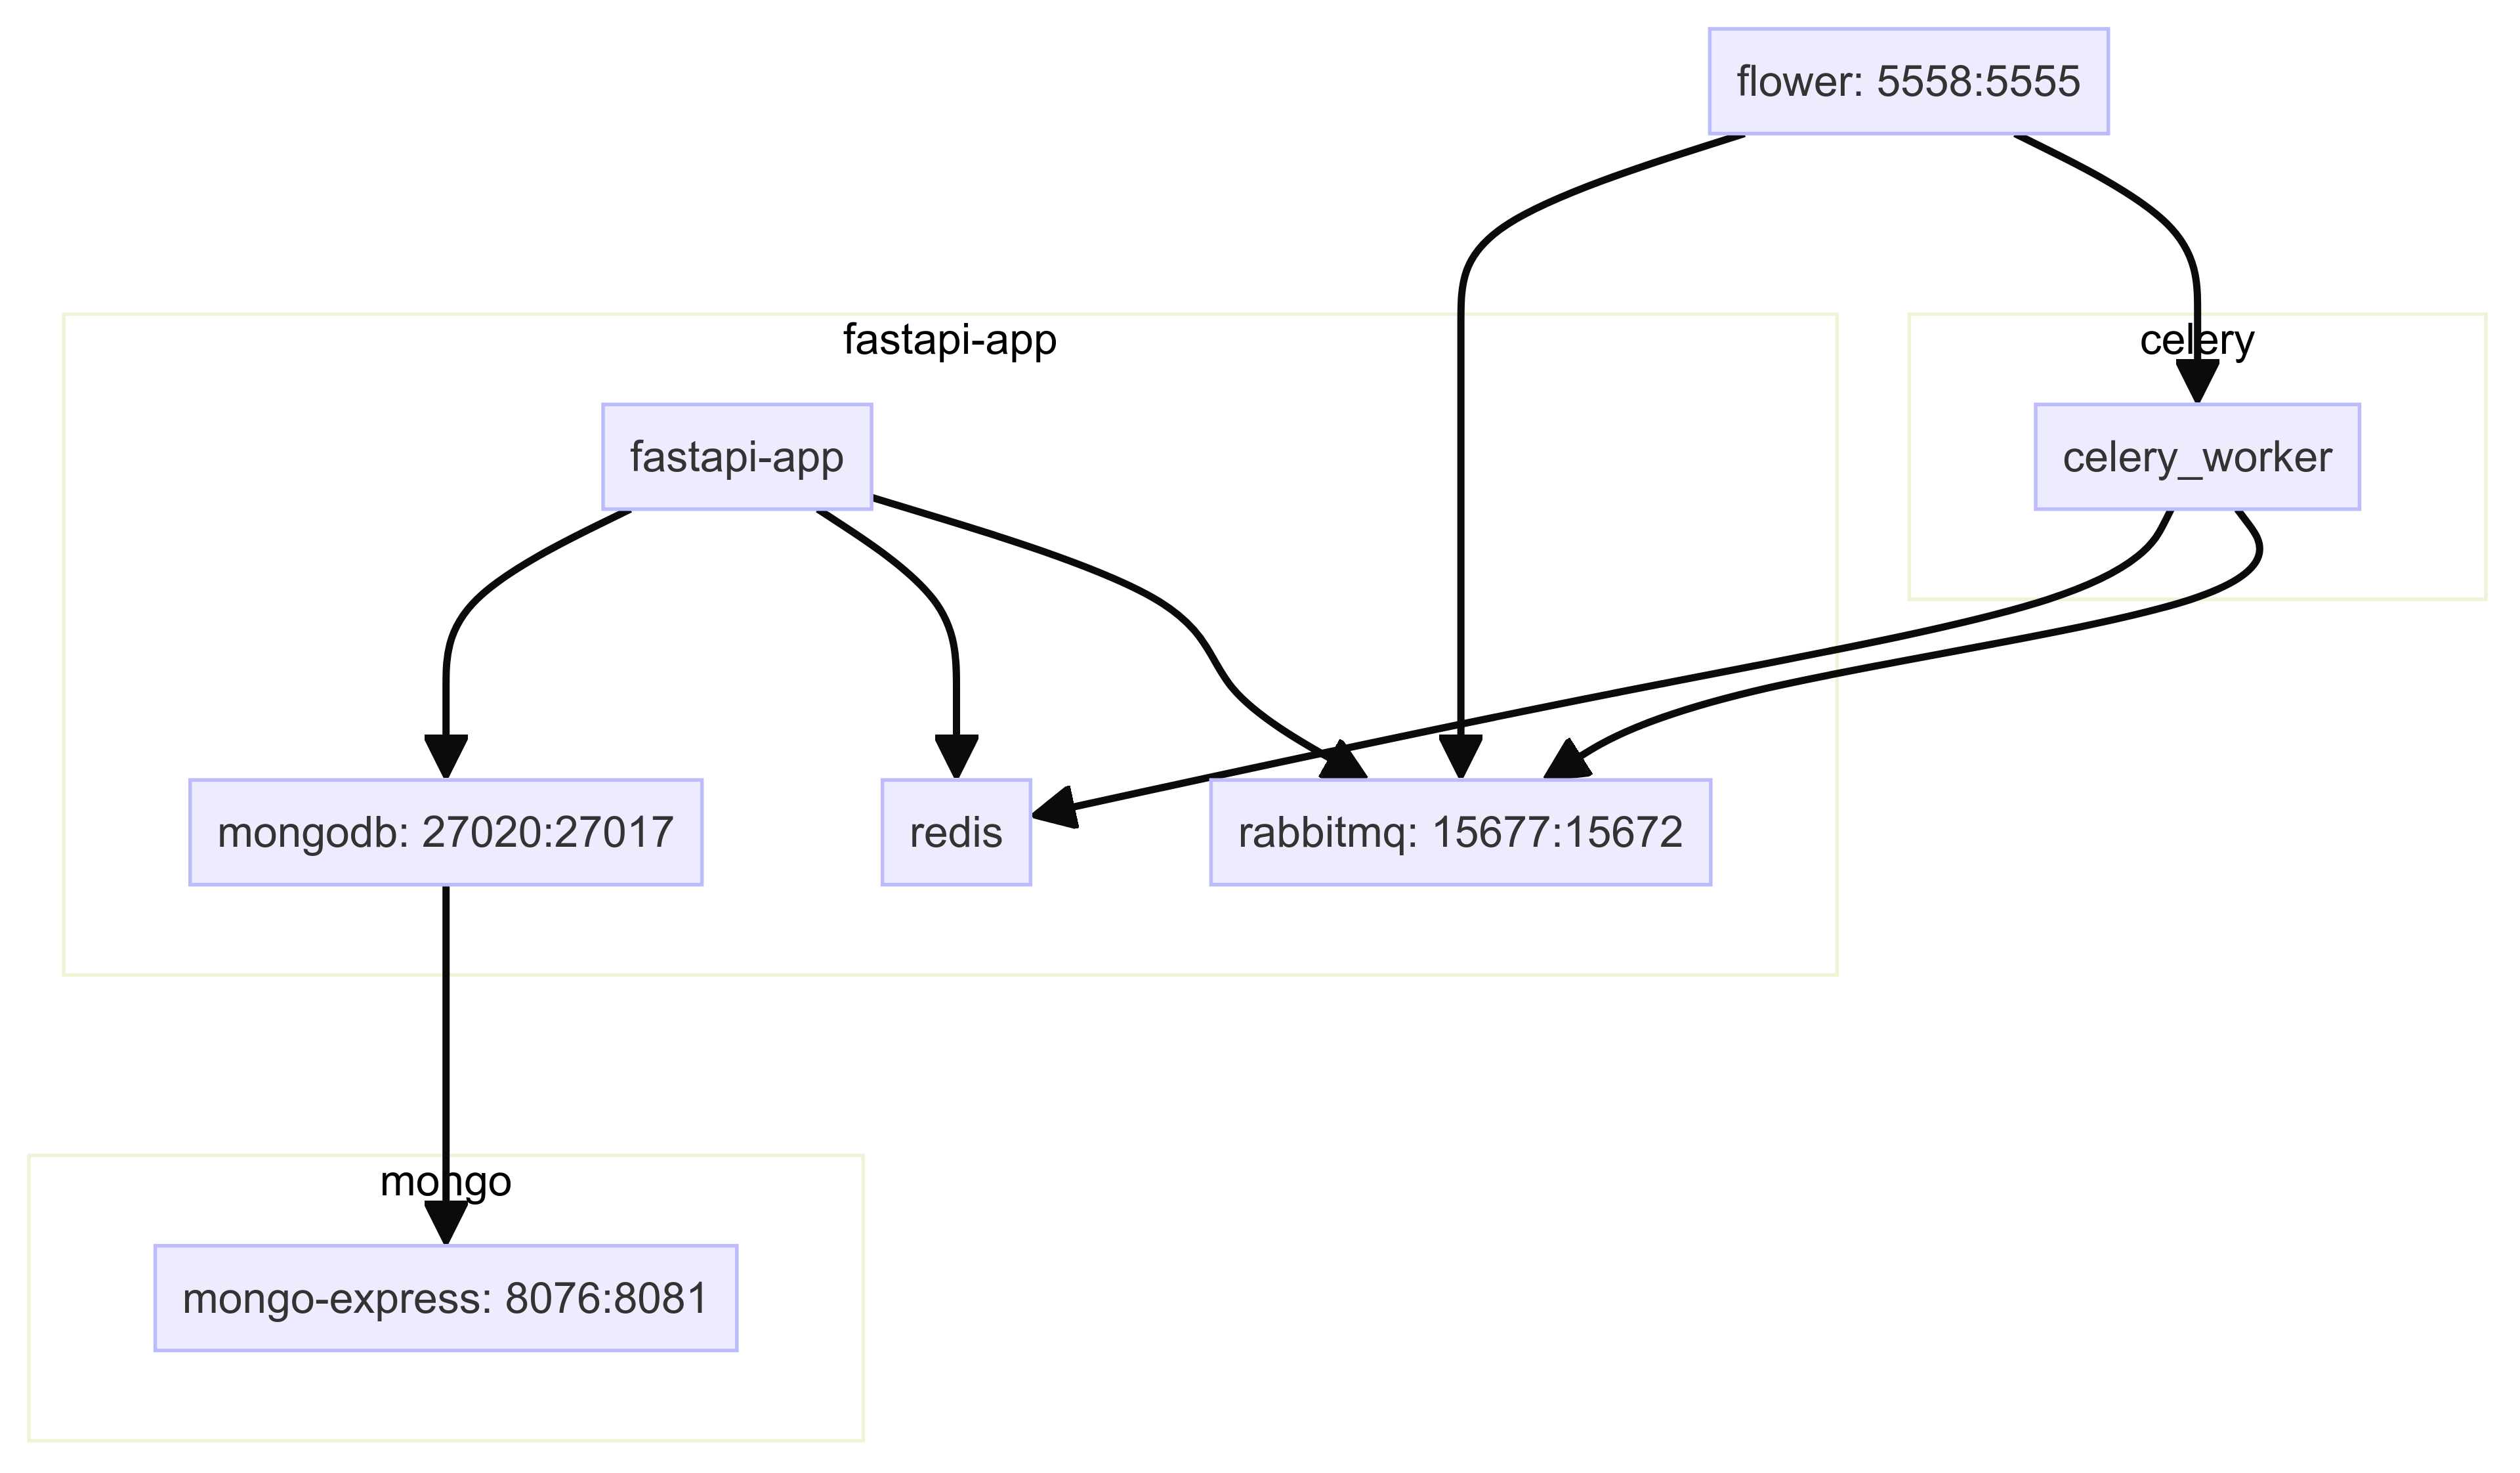 flower: 5558:5555
fastapi-app
celery
fastapi-app
celery_worker
mongodb: 27020:27017
redis
rabbitmq: 15677:15672
mongo
mongo-express: 8076:8081